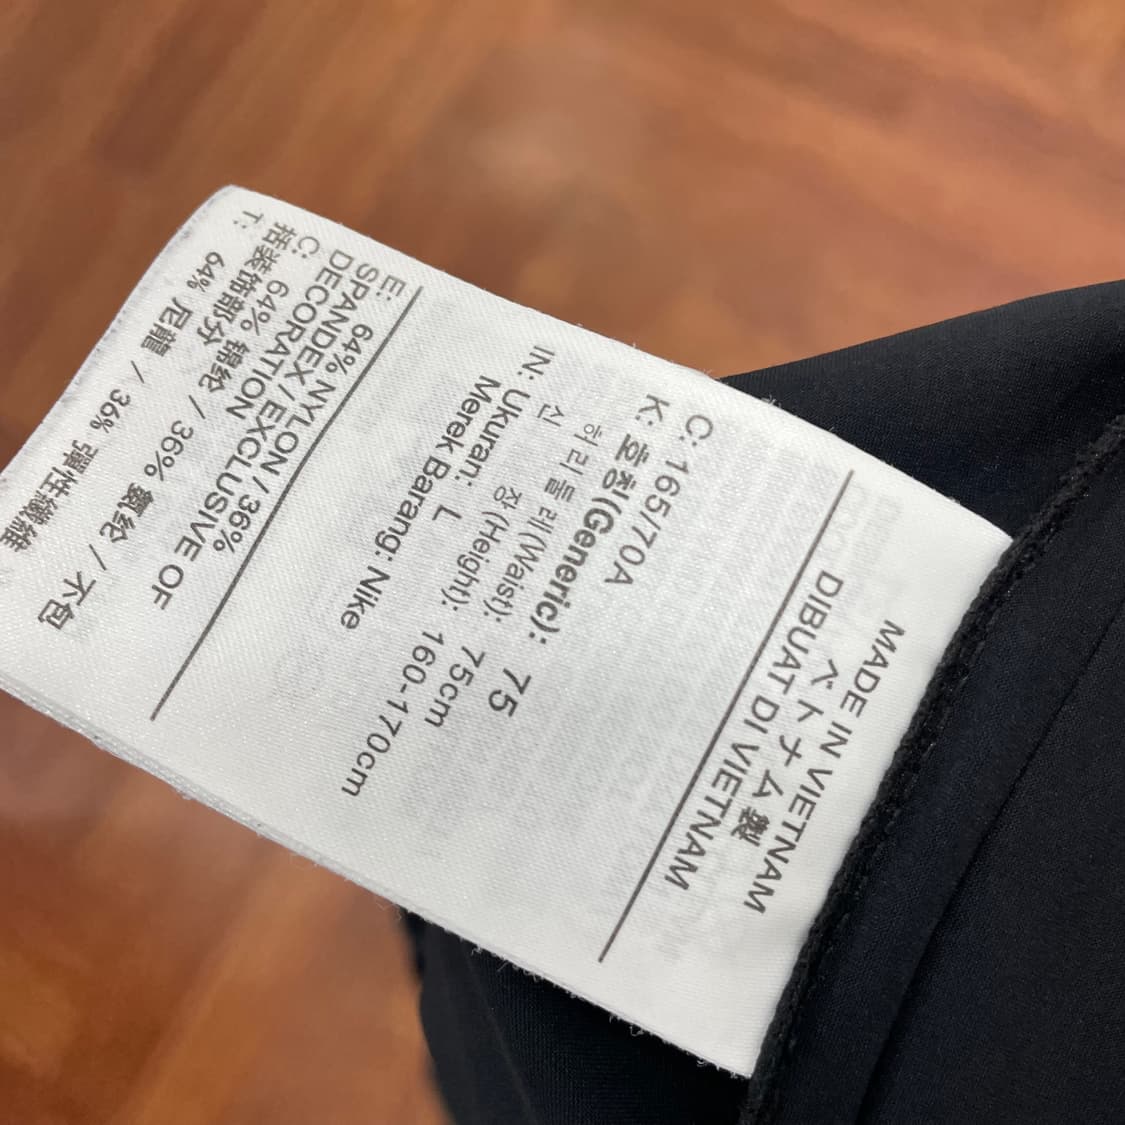 MADE IN VIETNAM
ベトナム製
DIBUAT DI VIETNAM
C: 165/70A
K: 호칭(Generic): 75
허리둘레(Waist): 75cm
신 장(Height): 160-170cm
IN: Ukuran: L
Merek Barang: Nike
E: 64% NYLON / 36%
SPANDEX / EXCLUSIVE OF
DECORATION
C: 64% 锦纶 / 36% 氨纶 / 不包
括装饰部分
T: 64% 尼龍 / 36% 彈性纖維